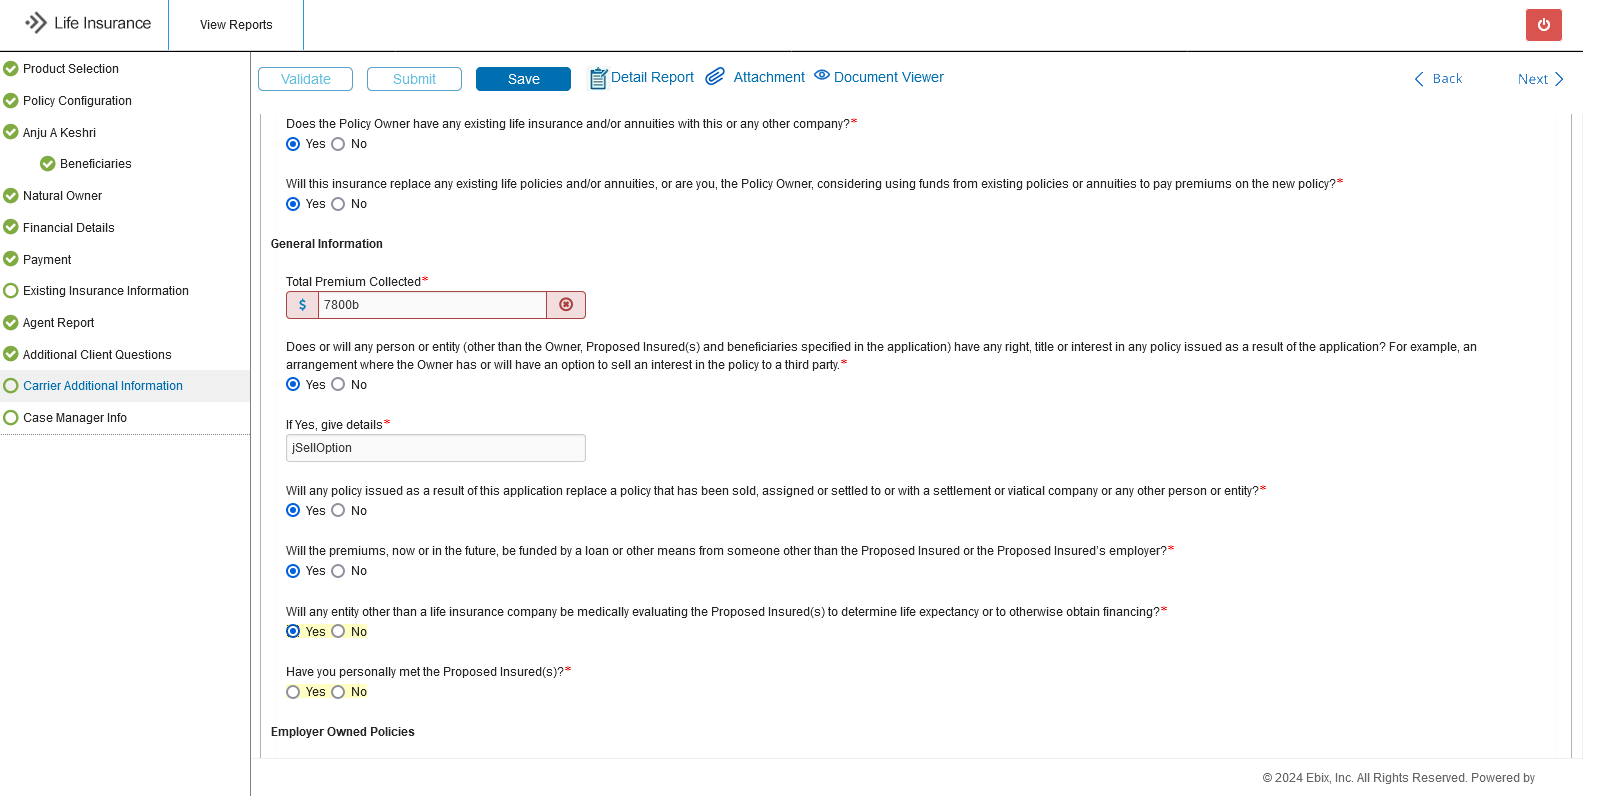 Life Insurance
View Reports
Product Selection
Policy Configuration
Anju A Keshri
Beneficiaries
Natural Owner
Financial Details
Payment
Existing Insurance Information
Agent Report
Additional Client Questions
Carrier Additional Information
Case Manager Info
Validate
Submit
Save
Detail Report
Attachment
Document Viewer
Back
Next
Does the Policy Owner have any existing life insurance and/or annuities with this or any other company?*
Yes No
Will this insurance replace any existing life policies and/or annuities, or are you, the Policy Owner, considering using funds from existing policies or annuities to pay premiums on the new policy?*
Yes No
General Information
Total Premium Collected*
$ 7800b
Does or will any person or entity (other than the Owner, Proposed Insured(s) and beneficiaries specified in the application) have any right, title or interest in any policy issued as a result of the application? For example, an
arrangement where the Owner has or will have an option to sell an interest in the policy to a third party.*
Yes No
If Yes, give details*
jSellOption
Will any policy issued as a result of this application replace a policy that has been sold, assigned or settled to or with a settlement or viatical company or any other person or entity?*
Yes No
Will the premiums, now or in the future, be funded by a loan or other means from someone other than the Proposed Insured or the Proposed Insured's employer?*
Yes No
Will any entity other than a life insurance company be medically evaluating the Proposed Insured(s) to determine life expectancy or to otherwise obtain financing?*
Yes No
Have you personally met the Proposed Insured(s)?*
Yes No
Employer Owned Policies
© 2024 Ebix, Inc. All Rights Reserved. Powered by